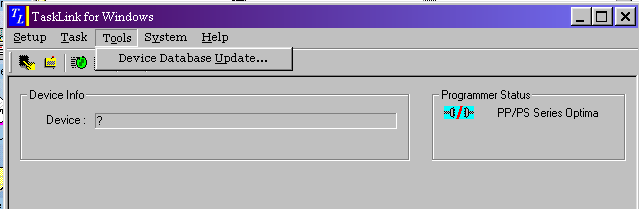 TL TaskLink for Windows
Setup Task Tools System Help
Device Database Update...
Device Info
Device : ?
Programmer Status
PP/PS Series Optima